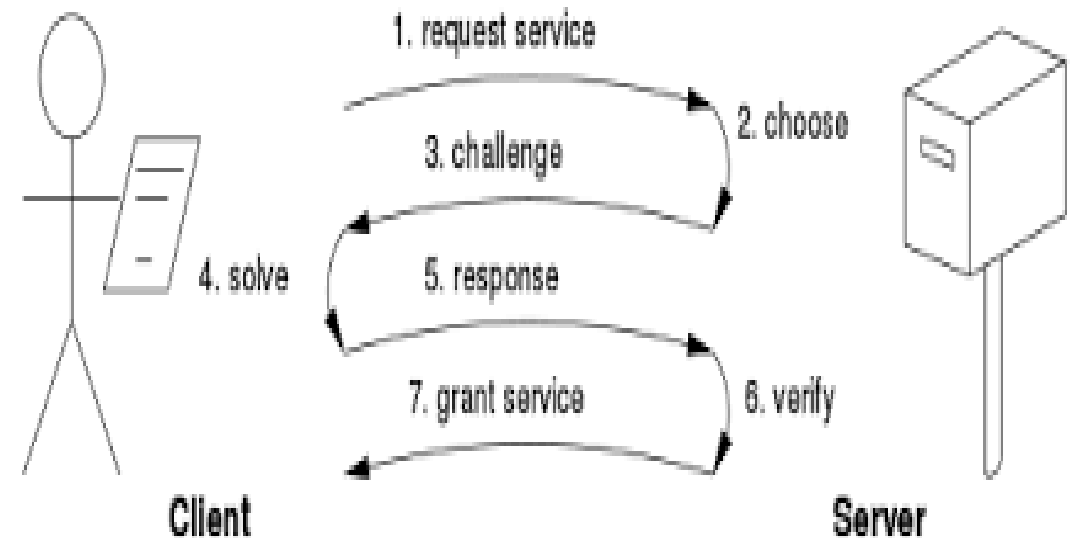 1. request service
2. choose
3. challenge
4. solve
5. response
6. verify
7. grant service
Client
Server